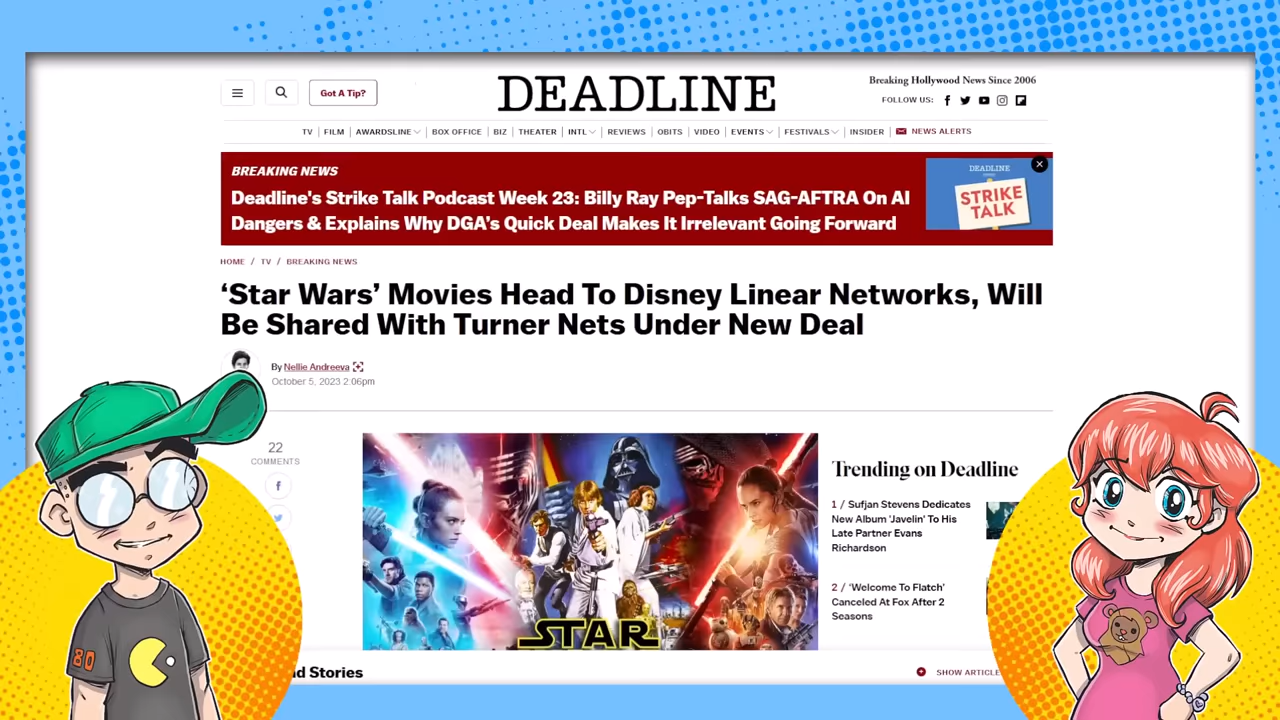 Got A Tip?
DEADLINE
Breaking Hollywood News Since 2006
FOLLOW US:
TV | FILM | AWARDSLINE | BOX OFFICE | BIZ | THEATER | INTL | REVIEWS | OBITS | VIDEO | EVENTS | FESTIVALS | INSIDER | NEWS ALERTS
BREAKING NEWS
Deadline's Strike Talk Podcast Week 23: Billy Ray Pep-Talks SAG-AFTRA On AI
Dangers & Explains Why DGA's Quick Deal Makes It Irrelevant Going Forward
DEADLINE
STRIKE
TALK
HOME / TV / BREAKING NEWS
‘Star Wars’ Movies Head To Disney Linear Networks, Will
Be Shared With Turner Nets Under New Deal
By Nellie Andreeva
October 5, 2023 2:06pm
22
COMMENTS
STAR
Trending on Deadline
1 / Sufjan Stevens Dedicates
New Album ‘Javelin’ To His
Late Partner Evans
Richardson
2 / ‘Welcome To Flatch’
Canceled At Fox After 2
Seasons
Stories
SHOW ARTICLE
80